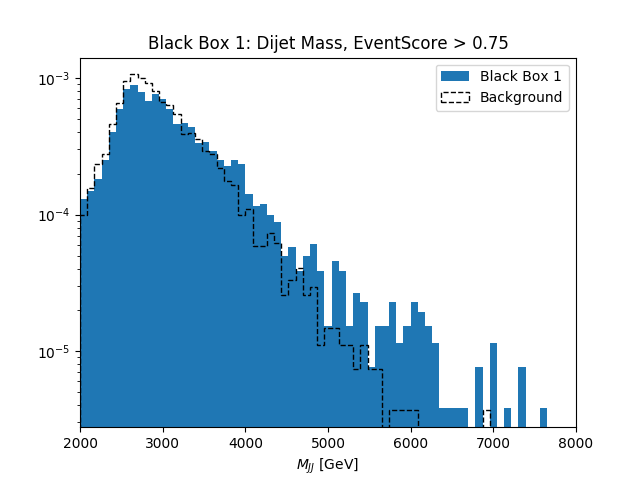 Black Box 1: Dijet Mass, EventScore > 0.75
Black Box 1
Background
10⁻³
10⁻⁴
10⁻⁵
2000 3000 4000 5000 6000 7000 8000
M_JJ [GeV]